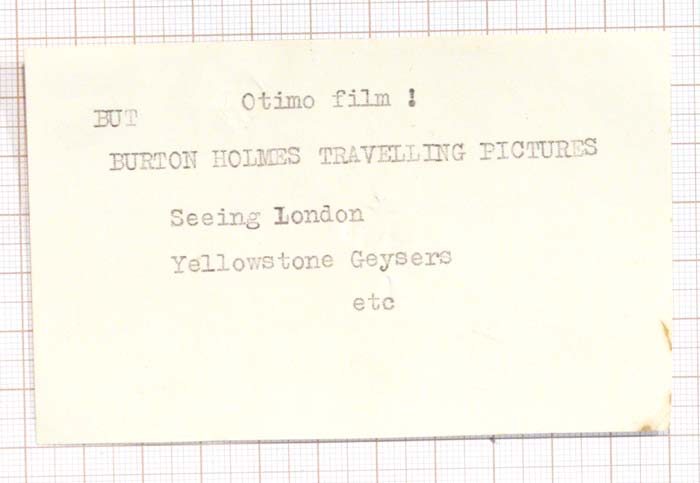 Otimo film !
BUT
BURTON HOLMES TRAVELLING PICTURES
Seeing London
Yellowstone Geysers
etc